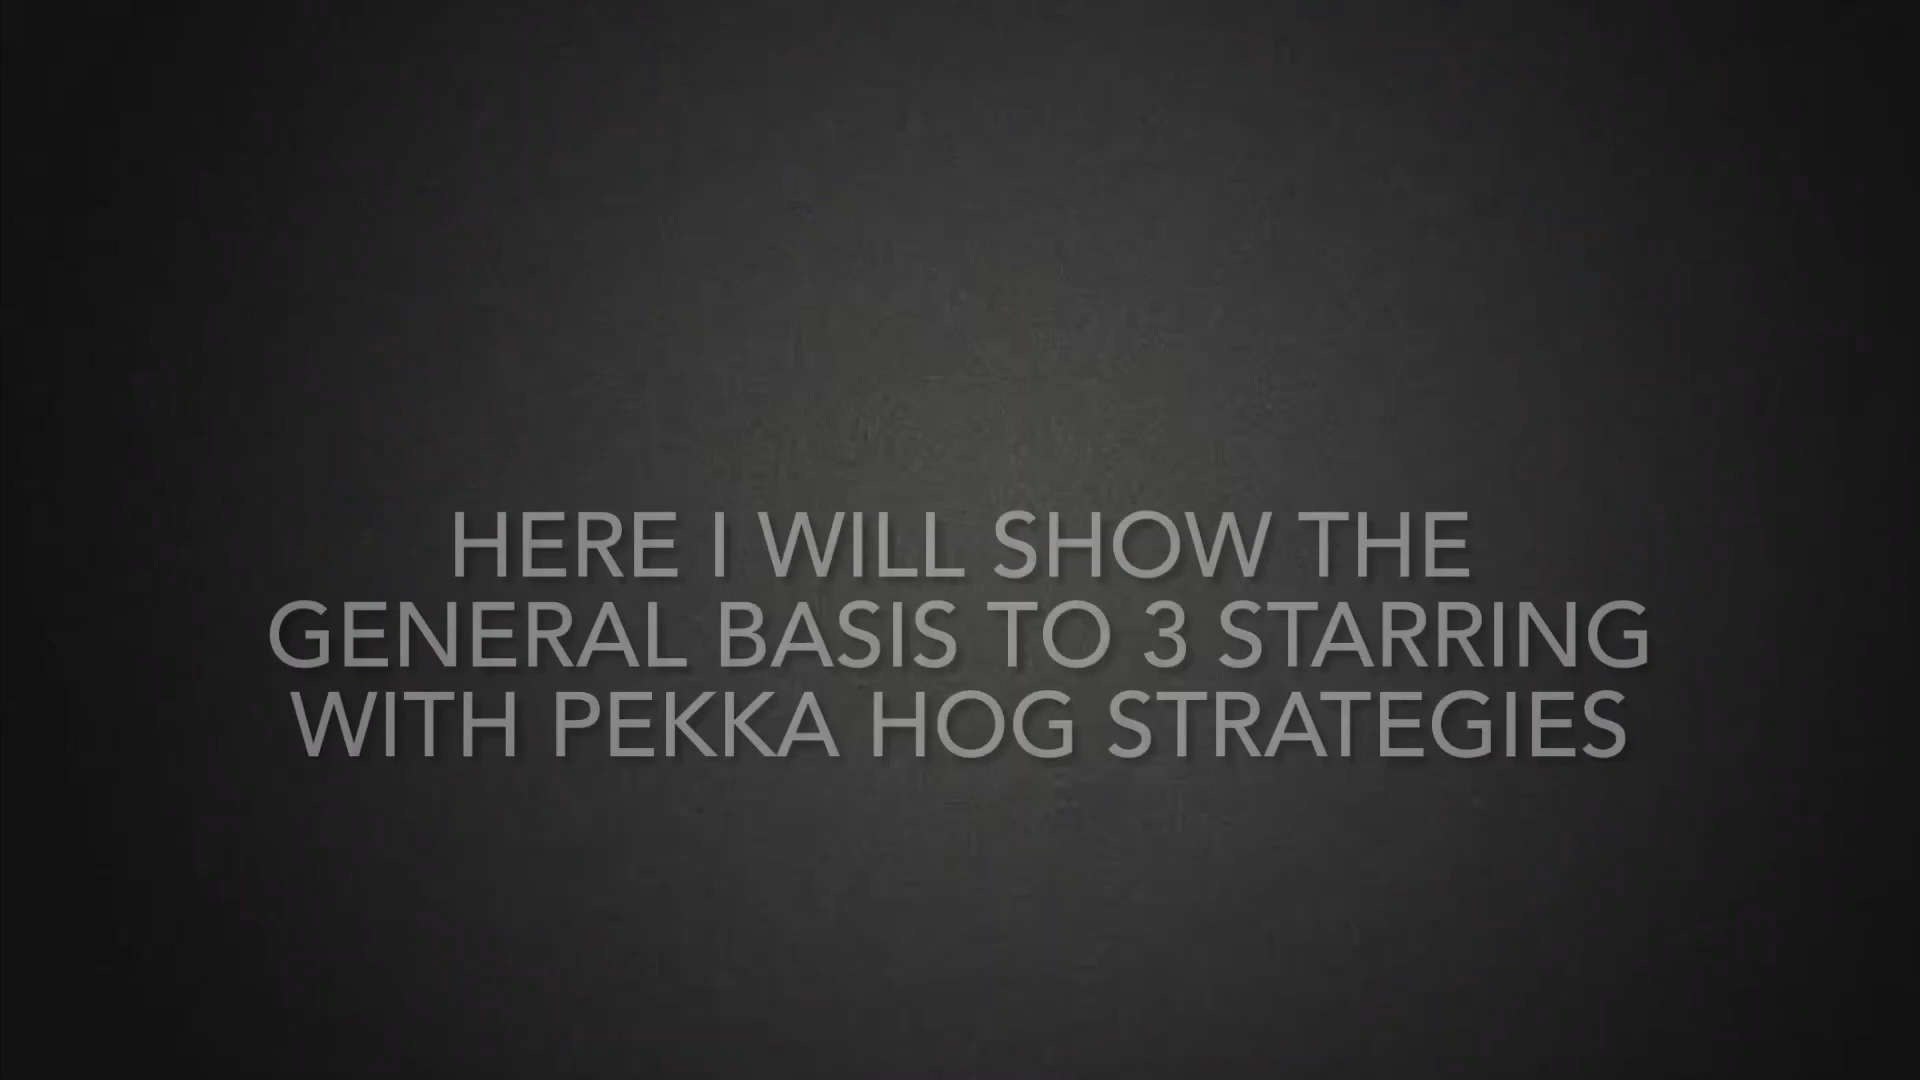 HERE I WILL SHOW THE
GENERAL BASIS TO 3 STARRING
WITH PEKKA HOG STRATEGIES